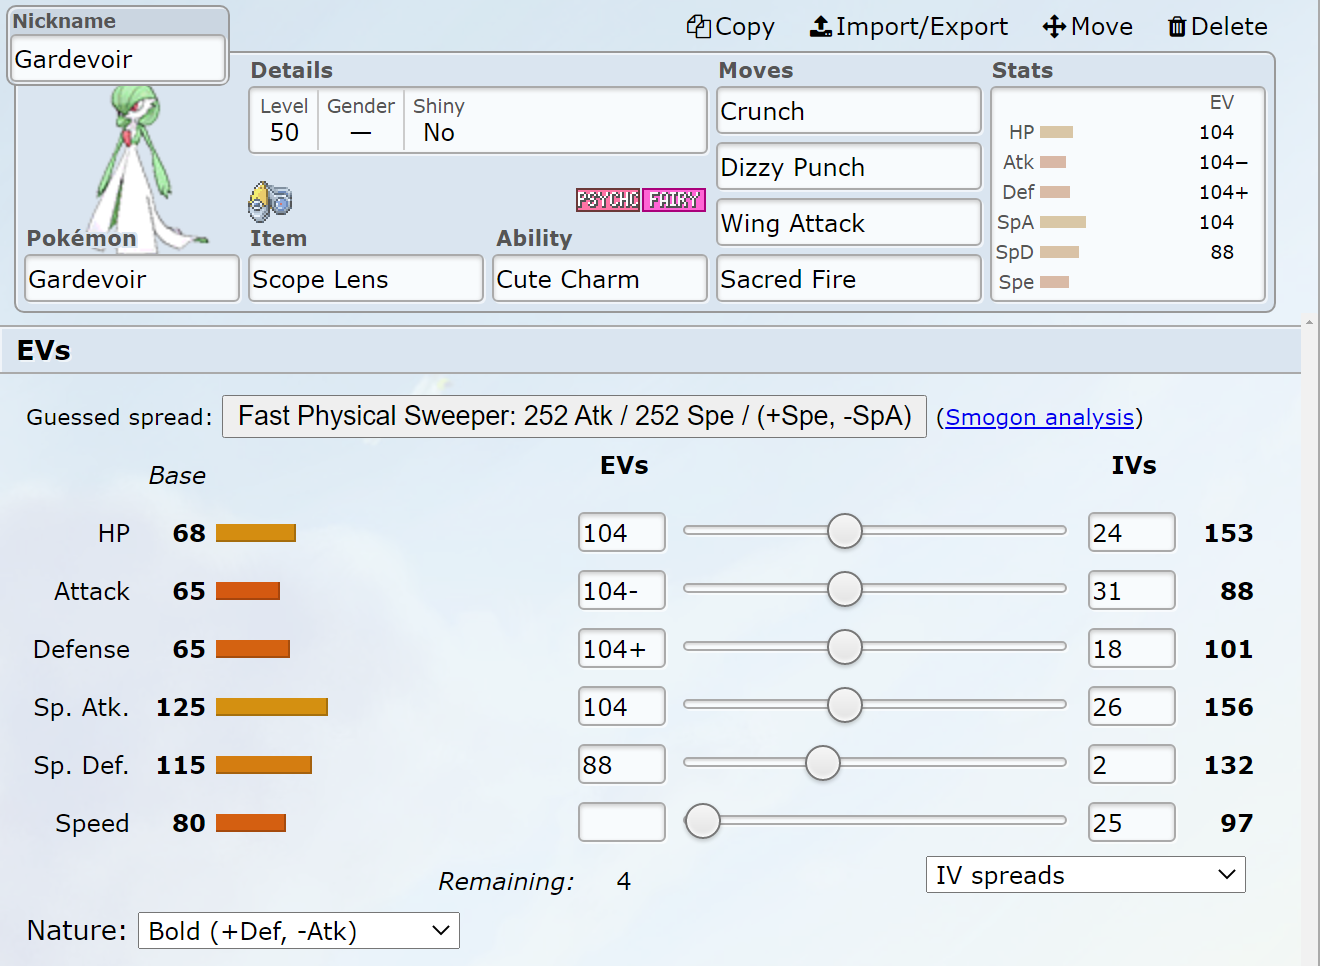 Nickname
Gardevoir
Copy Import/Export Move Delete
Details
Level Gender Shiny
50 — No
PSYCHC FAIRY
Pokémon
Gardevoir
Item
Scope Lens
Ability
Cute Charm
Moves
Crunch
Dizzy Punch
Wing Attack
Sacred Fire
Stats
EV
HP 104
Atk 104−
Def 104+
SpA 104
SpD 88
Spe
EVs
Guessed spread: Fast Physical Sweeper: 252 Atk / 252 Spe / (+Spe, -SpA) (Smogon analysis)
Base EVs IVs
HP 68 104 24 153
Attack 65 104- 31 88
Defense 65 104+ 18 101
Sp. Atk. 125 104 26 156
Sp. Def. 115 88 2 132
Speed 80 25 97
Remaining: 4
IV spreads
Nature: Bold (+Def, -Atk)